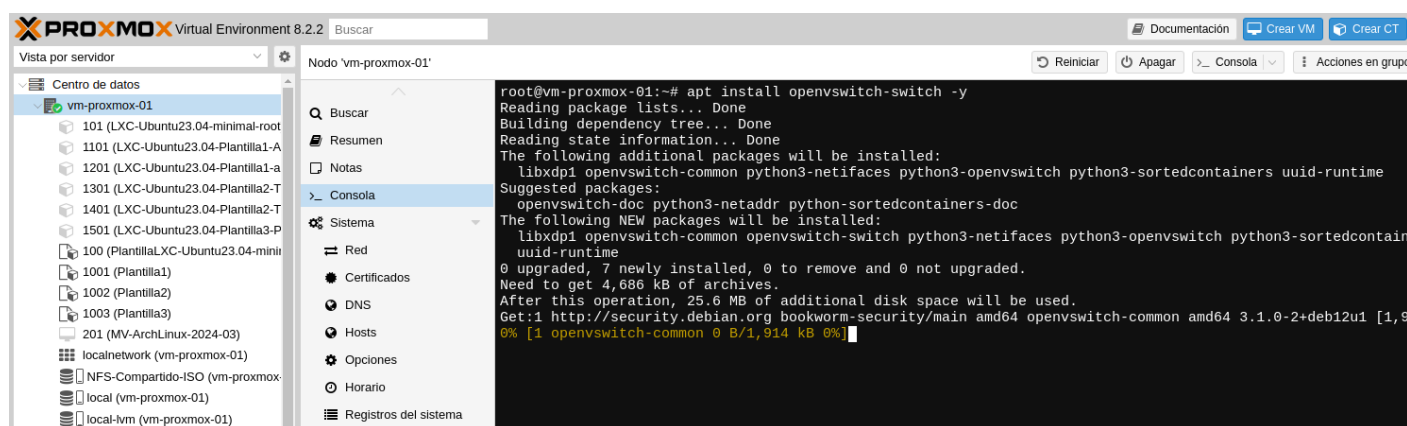 PROXMOX Virtual Environment 8.2.2 Buscar
Documentación Crear VM Crear CT
Vista por servidor
Nodo 'vm-proxmox-01'
Reiniciar Apagar >_ Consola Acciones en grupo
Centro de datos
vm-proxmox-01
101 (LXC-Ubuntu23.04-minimal-root
1101 (LXC-Ubuntu23.04-Plantilla1-A
1201 (LXC-Ubuntu23.04-Plantilla1-a
1301 (LXC-Ubuntu23.04-Plantilla2-T
1401 (LXC-Ubuntu23.04-Plantilla2-T
1501 (LXC-Ubuntu23.04-Plantilla3-P
100 (PlantillaLXC-Ubuntu23.04-minin
1001 (Plantilla1)
1002 (Plantilla2)
1003 (Plantilla3)
201 (MV-ArchLinux-2024-03)
localnetwork (vm-proxmox-01)
NFS-Compartido-ISO (vm-proxmox-
local (vm-proxmox-01)
local-lvm (vm-proxmox-01)
Buscar
Resumen
Notas
>_ Consola
Sistema
Red
Certificados
DNS
Hosts
Opciones
Horario
Registros del sistema
root@vm-proxmox-01:~# apt install openvswitch-switch -y
Reading package lists... Done
Building dependency tree... Done
Reading state information... Done
The following additional packages will be installed:
libxdp1 openvswitch-common python3-netifaces python3-openvswitch python3-sortedcontainers uuid-runtime
Suggested packages:
openvswitch-doc python3-netaddr python-sortedcontainers-doc
The following NEW packages will be installed:
libxdp1 openvswitch-common openvswitch-switch python3-netifaces python3-openvswitch python3-sortedcontain
uuid-runtime
0 upgraded, 7 newly installed, 0 to remove and 0 not upgraded.
Need to get 4,686 kB of archives.
After this operation, 25.6 MB of additional disk space will be used.
Get:1 http://security.debian.org bookworm-security/main amd64 openvswitch-common amd64 3.1.0-2+deb12u1 [1,9
0% [1 openvswitch-common 0 B/1,914 kB 0%]